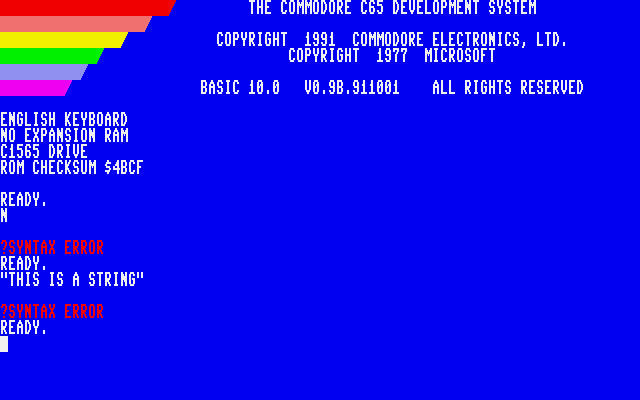 THE COMMODORE C65 DEVELOPMENT SYSTEM
COPYRIGHT  1991  COMMODORE ELECTRONICS, LTD.
COPYRIGHT  1977  MICROSOFT
BASIC 10.0   V0.9B.911001    ALL RIGHTS RESERVED
ENGLISH KEYBOARD
NO EXPANSION RAM
C1565 DRIVE
ROM CHECKSUM $4BCF
READY.
N
?SYNTAX ERROR
READY.
"THIS IS A STRING"
?SYNTAX ERROR
READY.